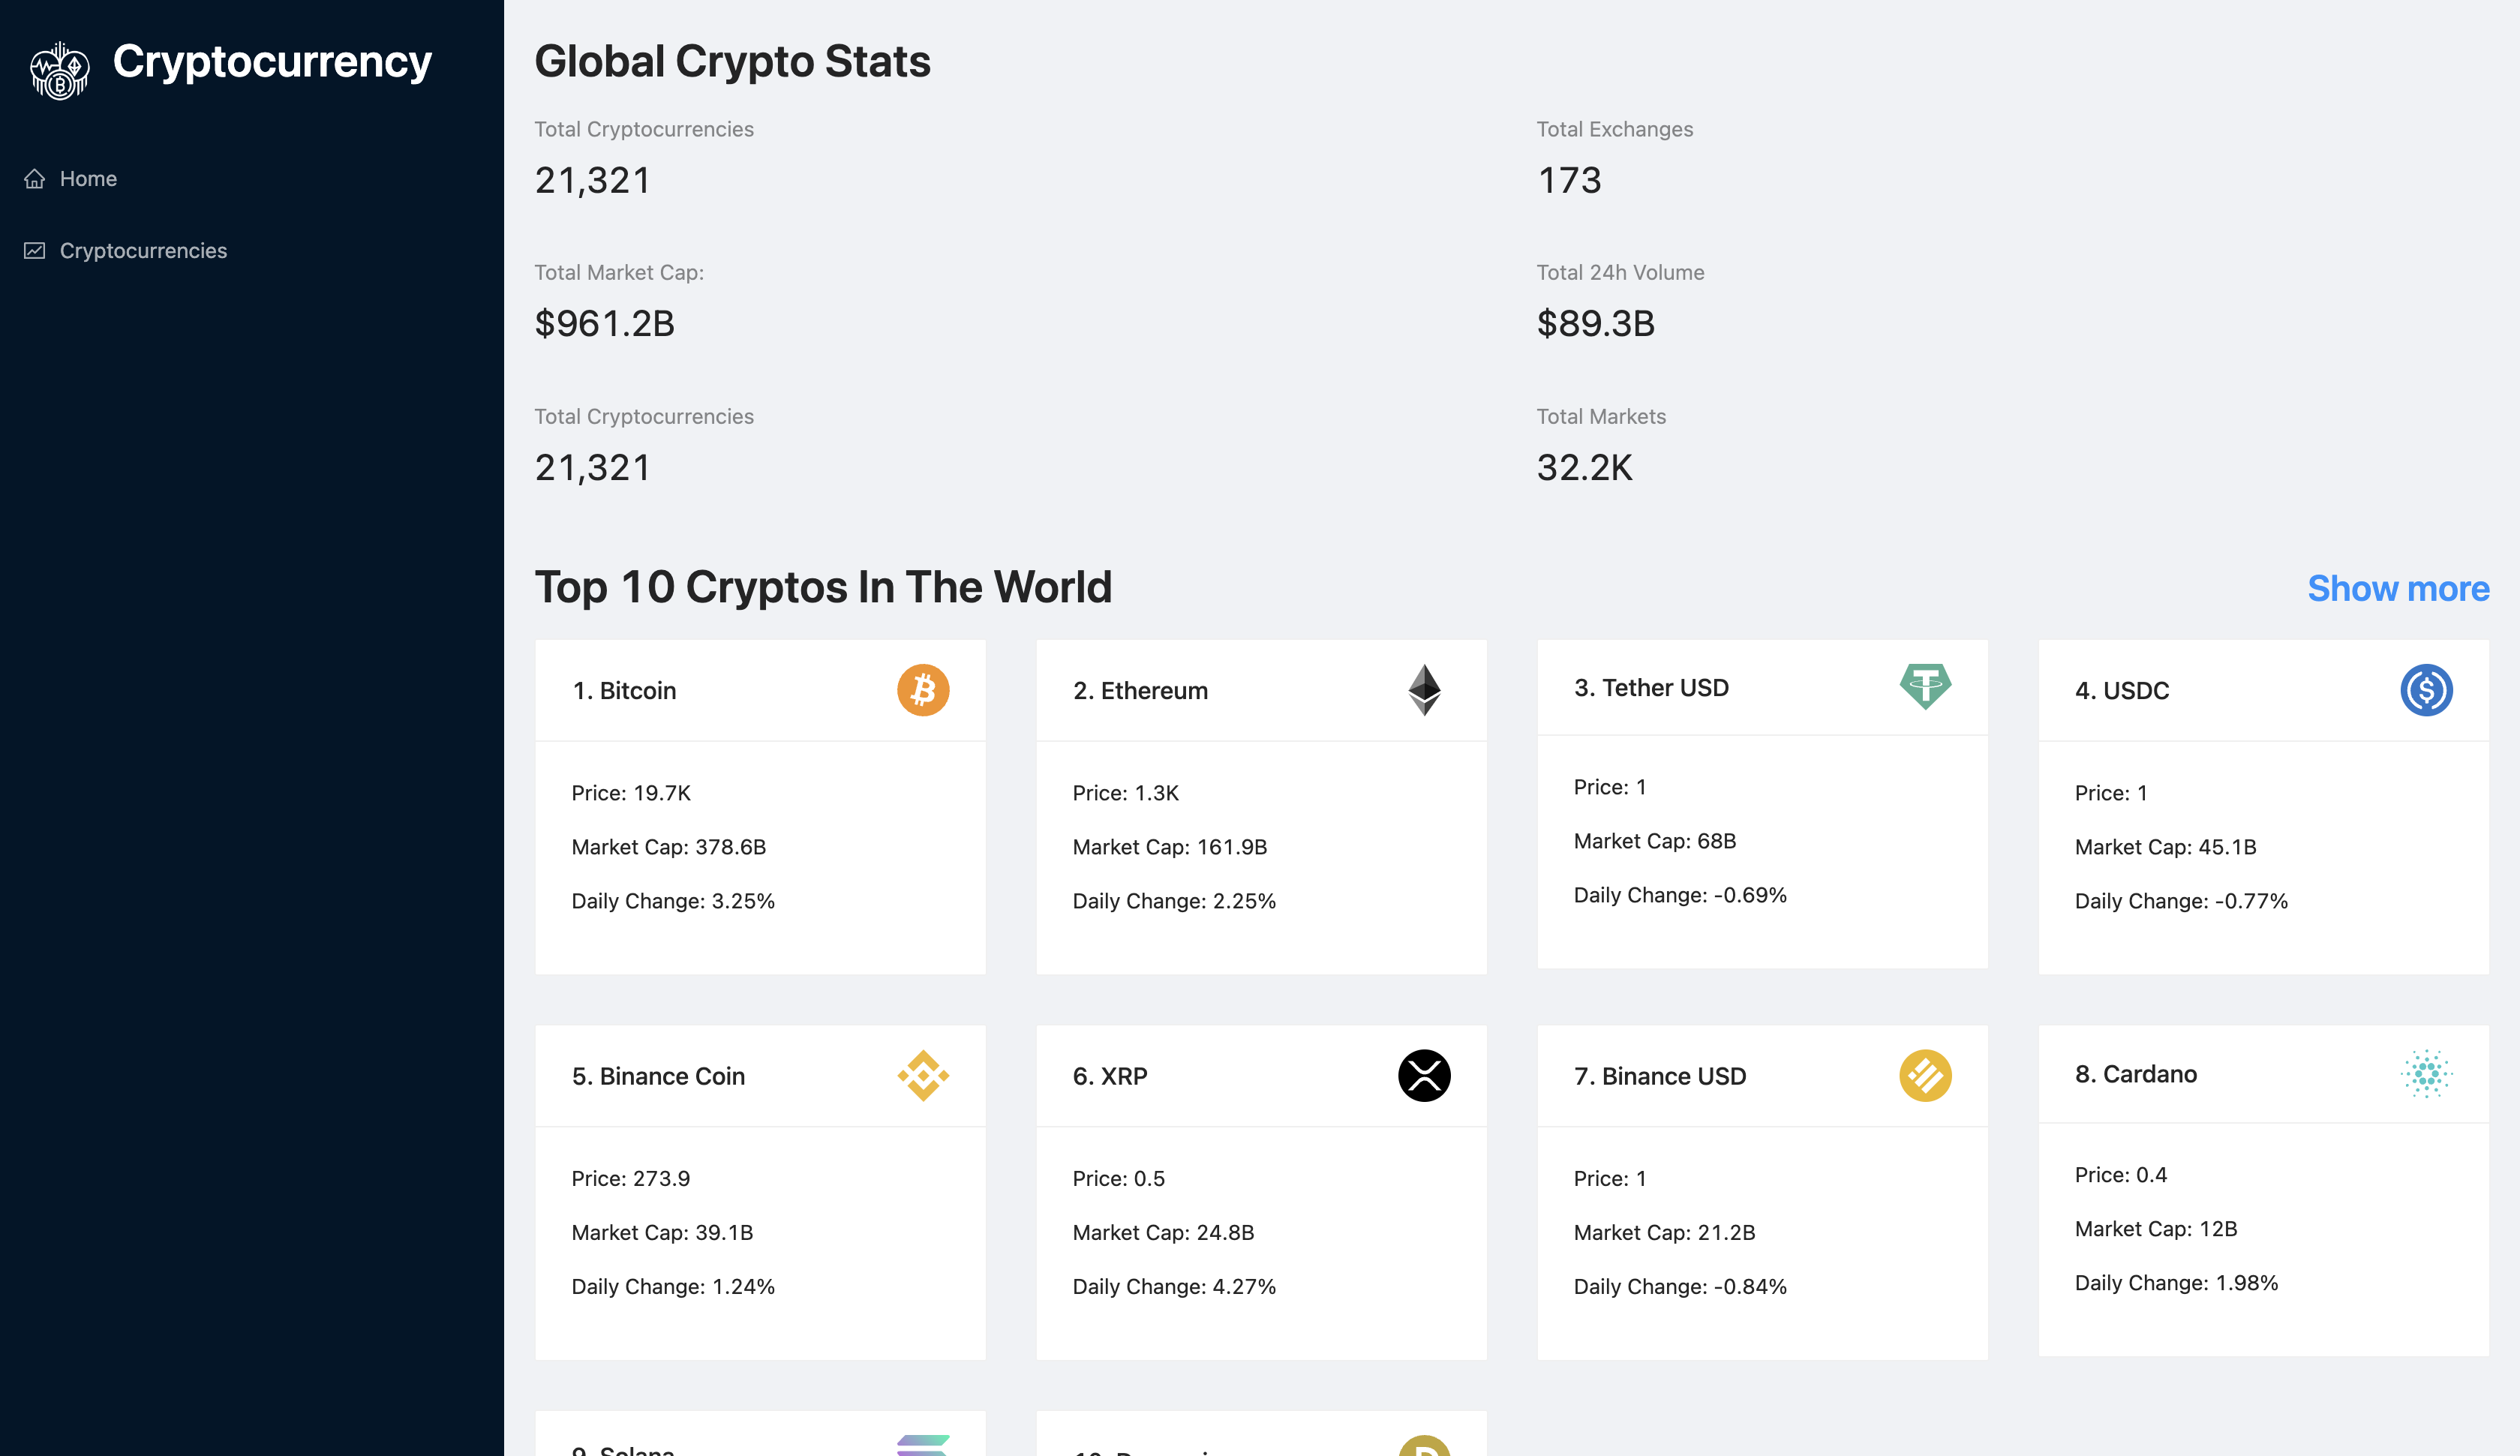 Cryptocurrency
Home
Cryptocurrencies
Global Crypto Stats
Total Cryptocurrencies
21,321
Total Exchanges
173
Total Market Cap:
$961.2B
Total 24h Volume
$89.3B
Total Cryptocurrencies
21,321
Total Markets
32.2K
Top 10 Cryptos In The World
Show more
1. Bitcoin
Price: 19.7K
Market Cap: 378.6B
Daily Change: 3.25%
2. Ethereum
Price: 1.3K
Market Cap: 161.9B
Daily Change: 2.25%
3. Tether USD
Price: 1
Market Cap: 68B
Daily Change: -0.69%
4. USDC
Price: 1
Market Cap: 45.1B
Daily Change: -0.77%
5. Binance Coin
Price: 273.9
Market Cap: 39.1B
Daily Change: 1.24%
6. XRP
Price: 0.5
Market Cap: 24.8B
Daily Change: 4.27%
7. Binance USD
Price: 1
Market Cap: 21.2B
Daily Change: -0.84%
8. Cardano
Price: 0.4
Market Cap: 12B
Daily Change: 1.98%
9. Solana
10.